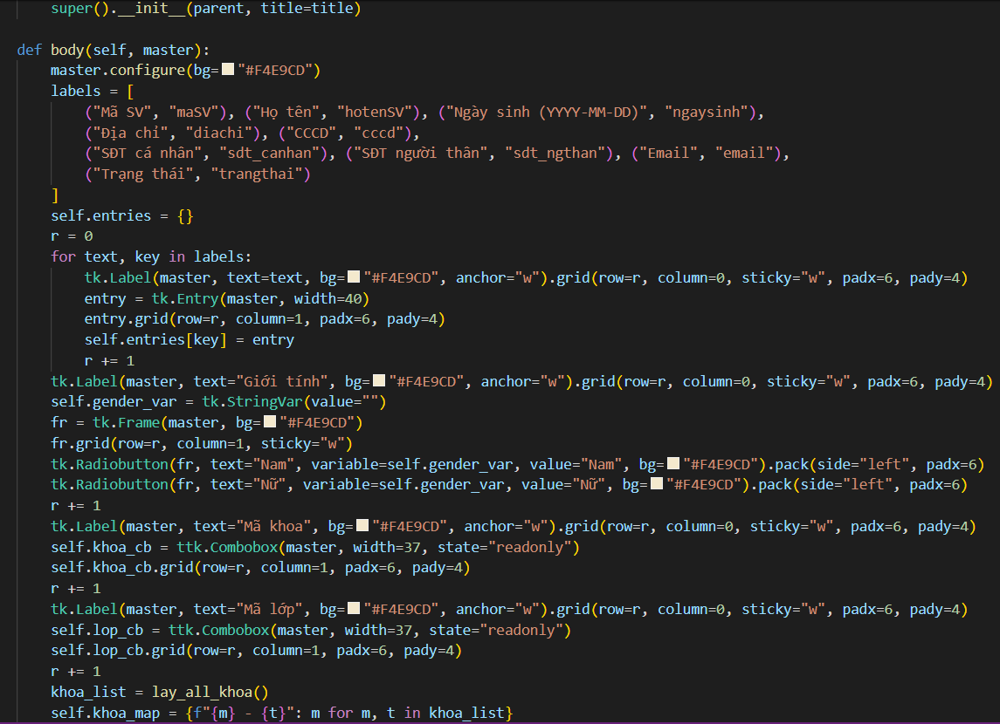 super().__init__(parent, title=title)
def body(self, master):
master.configure(bg="#F4E9CD")
labels = [
("Mã SV", "maSV"), ("Họ tên", "hotenSV"), ("Ngày sinh (YYYY-MM-DD)", "ngaysinh"),
("Địa chỉ", "diachi"), ("CCCD", "cccd"),
("SĐT cá nhân", "sdt_canhan"), ("SĐT người thân", "sdt_ngthan"), ("Email", "email"),
("Trạng thái", "trangthai")
]
self.entries = {}
r = 0
for text, key in labels:
tk.Label(master, text=text, bg="#F4E9CD", anchor="w").grid(row=r, column=0, sticky="w", padx=6, pady=4)
entry = tk.Entry(master, width=40)
entry.grid(row=r, column=1, padx=6, pady=4)
self.entries[key] = entry
r += 1
tk.Label(master, text="Giới tính", bg="#F4E9CD", anchor="w").grid(row=r, column=0, sticky="w", padx=6, pady=4)
self.gender_var = tk.StringVar(value="")
fr = tk.Frame(master, bg="#F4E9CD")
fr.grid(row=r, column=1, sticky="w")
tk.Radiobutton(fr, text="Nam", variable=self.gender_var, value="Nam", bg="#F4E9CD").pack(side="left", padx=6)
tk.Radiobutton(fr, text="Nữ", variable=self.gender_var, value="Nữ", bg="#F4E9CD").pack(side="left", padx=6)
r += 1
tk.Label(master, text="Mã khoa", bg="#F4E9CD", anchor="w").grid(row=r, column=0, sticky="w", padx=6, pady=4)
self.khoa_cb = ttk.Combobox(master, width=37, state="readonly")
self.khoa_cb.grid(row=r, column=1, padx=6, pady=4)
r += 1
tk.Label(master, text="Mã lớp", bg="#F4E9CD", anchor="w").grid(row=r, column=0, sticky="w", padx=6, pady=4)
self.lop_cb = ttk.Combobox(master, width=37, state="readonly")
self.lop_cb.grid(row=r, column=1, padx=6, pady=4)
r += 1
khoa_list = lay_all_khoa()
self.khoa_map = {f"{m} - {t}": m for m, t in khoa_list}